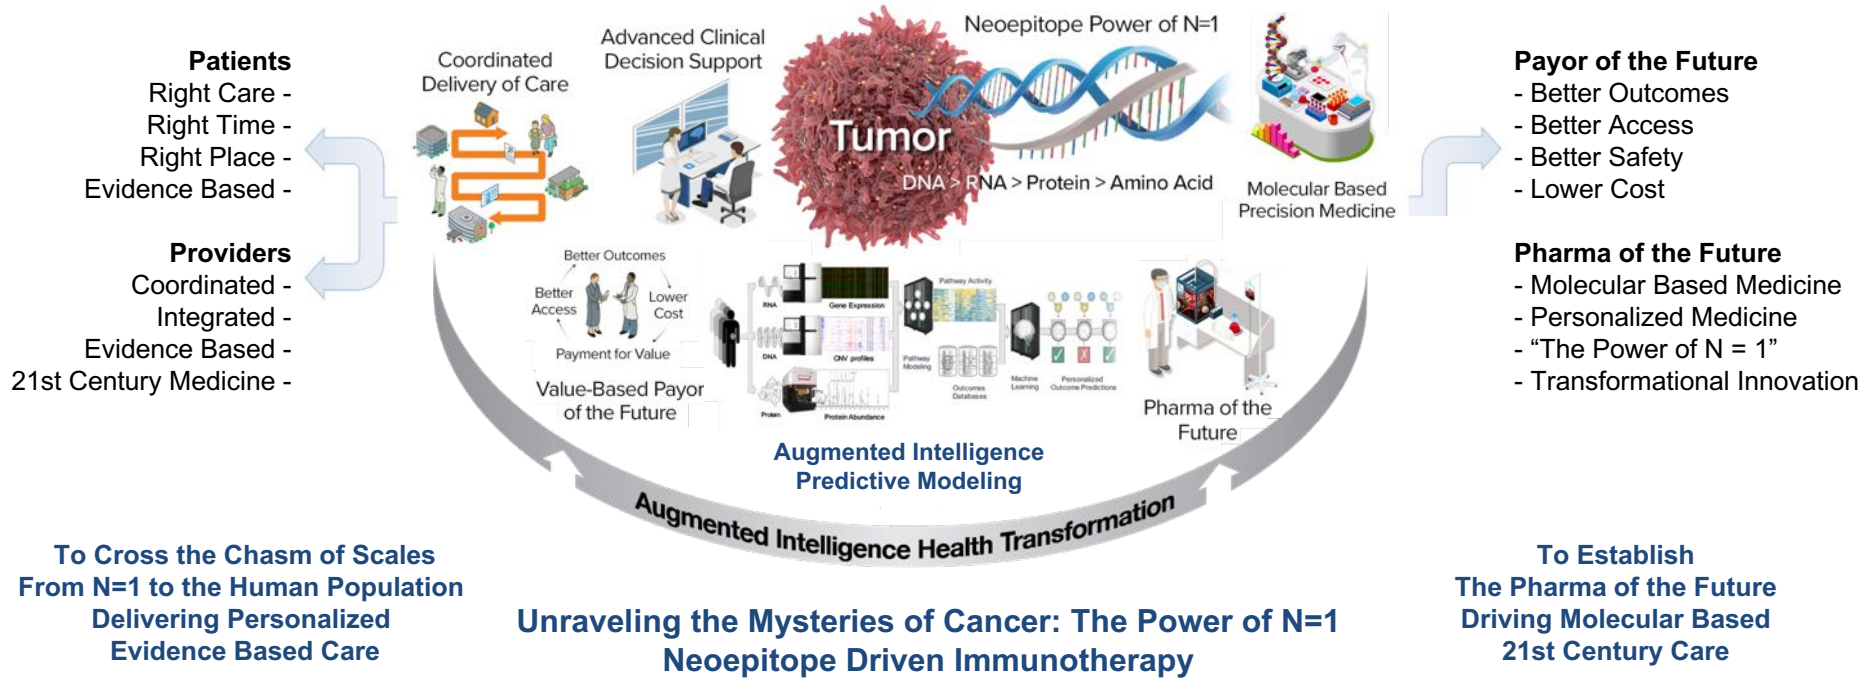 Patients
Right Care -
Right Time -
Right Place -
Evidence Based -
Providers
Coordinated -
Integrated -
Evidence Based -
21st Century Medicine -
Coordinated
Delivery of Care
Advanced Clinical
Decision Support
Neoepitope Power of N=1
Tumor
DNA > RNA > Protein > Amino Acid
Molecular Based
Precision Medicine
Payor of the Future
- Better Outcomes
- Better Access
- Better Safety
- Lower Cost
Pharma of the Future
- Molecular Based Medicine
- Personalized Medicine
- “The Power of N = 1”
- Transformational Innovation
Better Outcomes
Better
Access
Lower
Cost
Payment for Value
Value-Based Payor
of the Future
RNA
Gene Expression
DNA
CNV profiles
Protein
Protein Abundance
Pathway Activity
Pathway
Modeling
Outcomes
Databases
Machine
Learning
Personalized
Outcome Predictions
Pharma of the
Future
Augmented Intelligence
Predictive Modeling
Augmented Intelligence Health Transformation
To Cross the Chasm of Scales
From N=1 to the Human Population
Delivering Personalized
Evidence Based Care
Unraveling the Mysteries of Cancer: The Power of N=1
Neoepitope Driven Immunotherapy
To Establish
The Pharma of the Future
Driving Molecular Based
21st Century Care